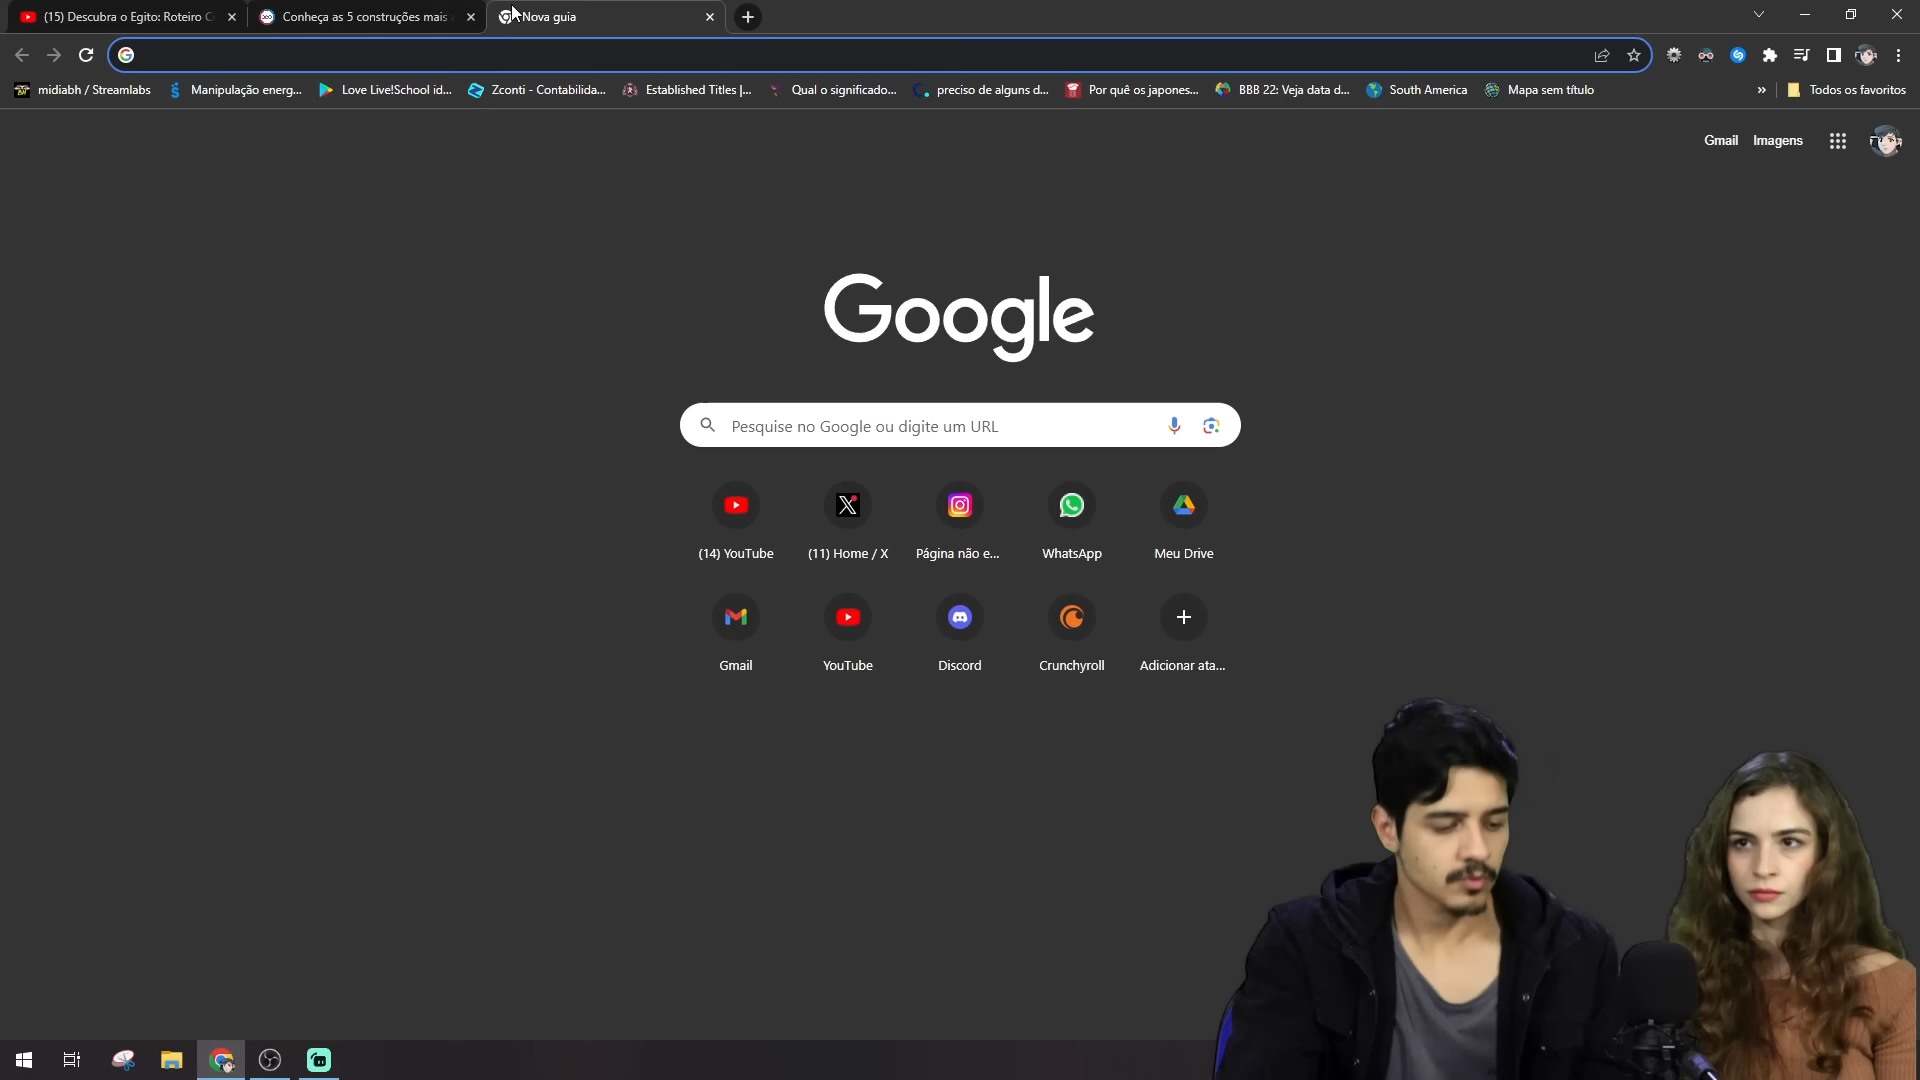 (15) Descubra o Egito: Roteiro C
Conheça as 5 construções mais
Nova guia
midiabh / Streamlabs
Manipulação energ...
Love Live!School id...
Zconti - Contabilida...
Established Titles |...
Qual o significado...
preciso de alguns d...
Por quê os japones...
BBB 22: Veja data d...
South America
Mapa sem título
»
Todos os favoritos
Gmail
Imagens
Google
Pesquise no Google ou digite um URL
(14) YouTube
(11) Home / X
Página não e...
WhatsApp
Meu Drive
Gmail
YouTube
Discord
Crunchyroll
Adicionar ata...